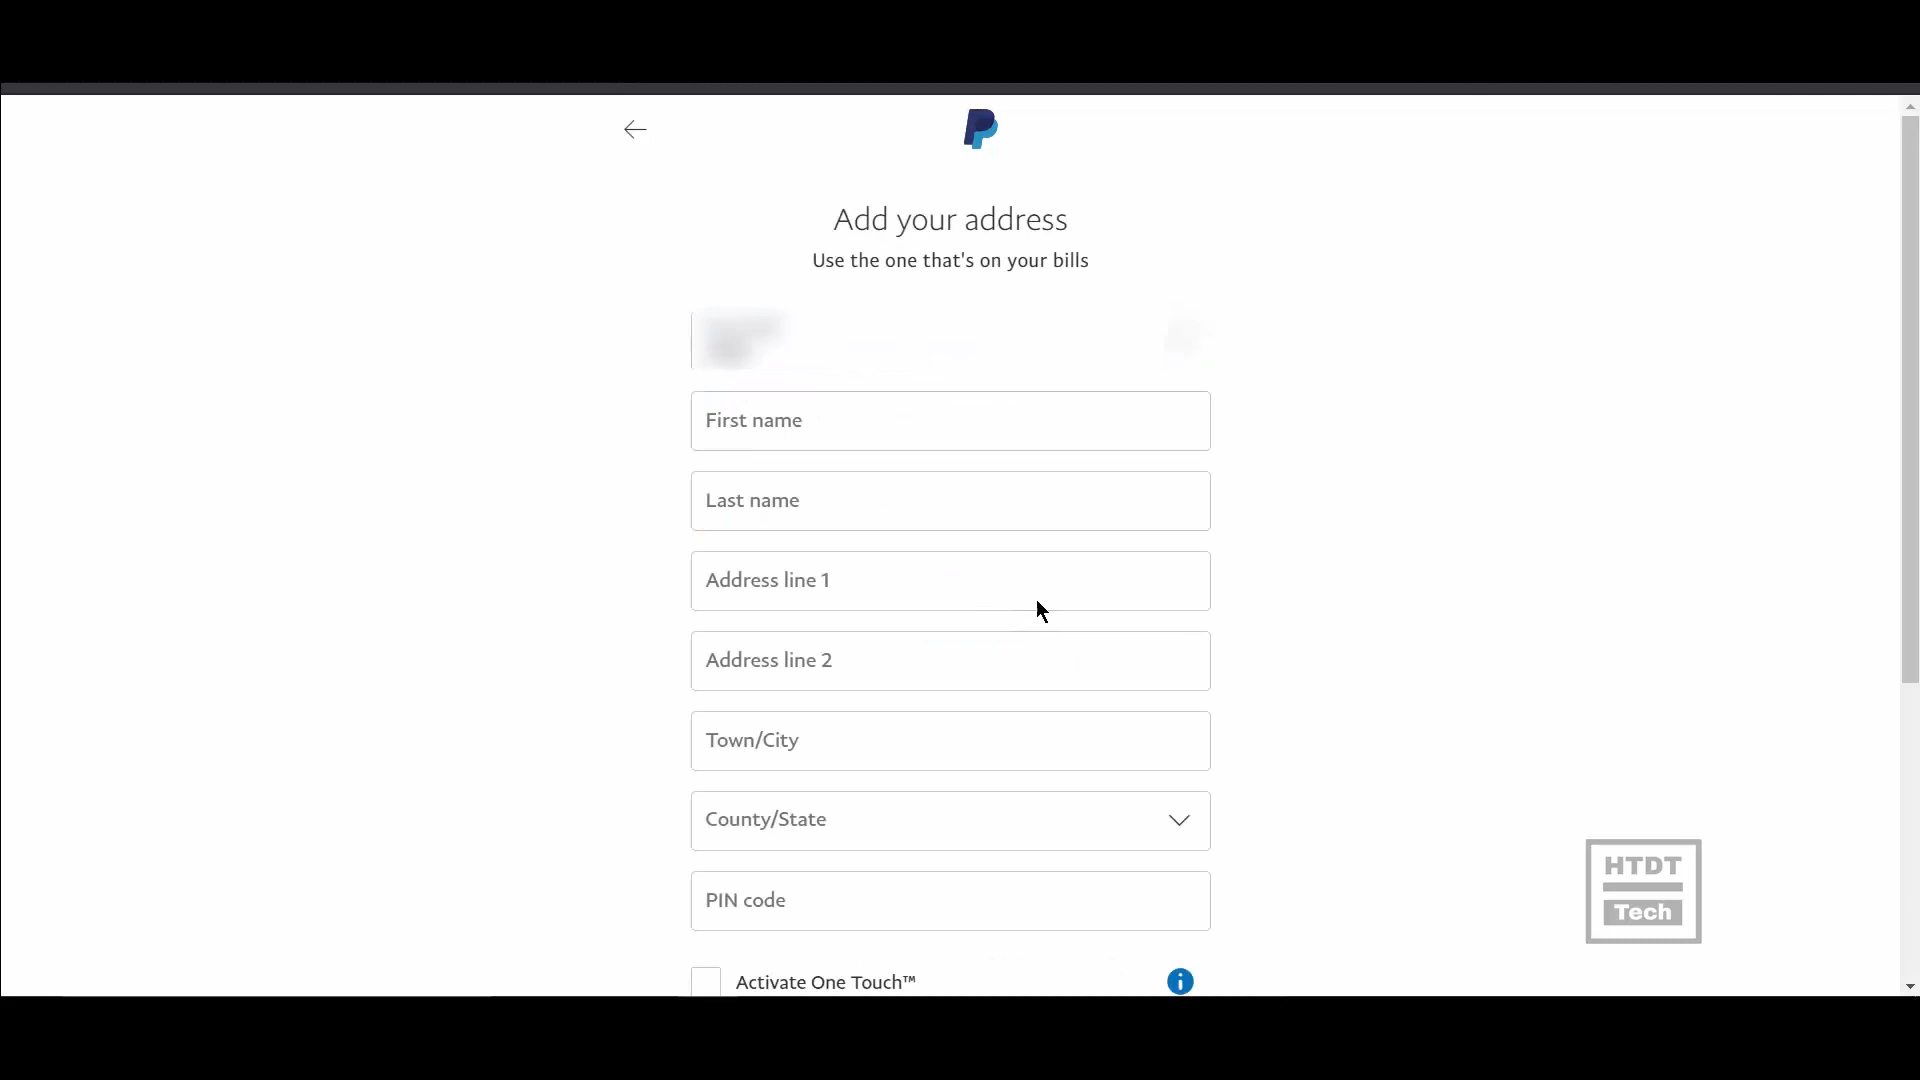 Add your address
Use the one that's on your bills
First name
Last name
Address line 1
Address line 2
Town/City
County/State
PIN code
Activate One Touch™
HTDT
Tech